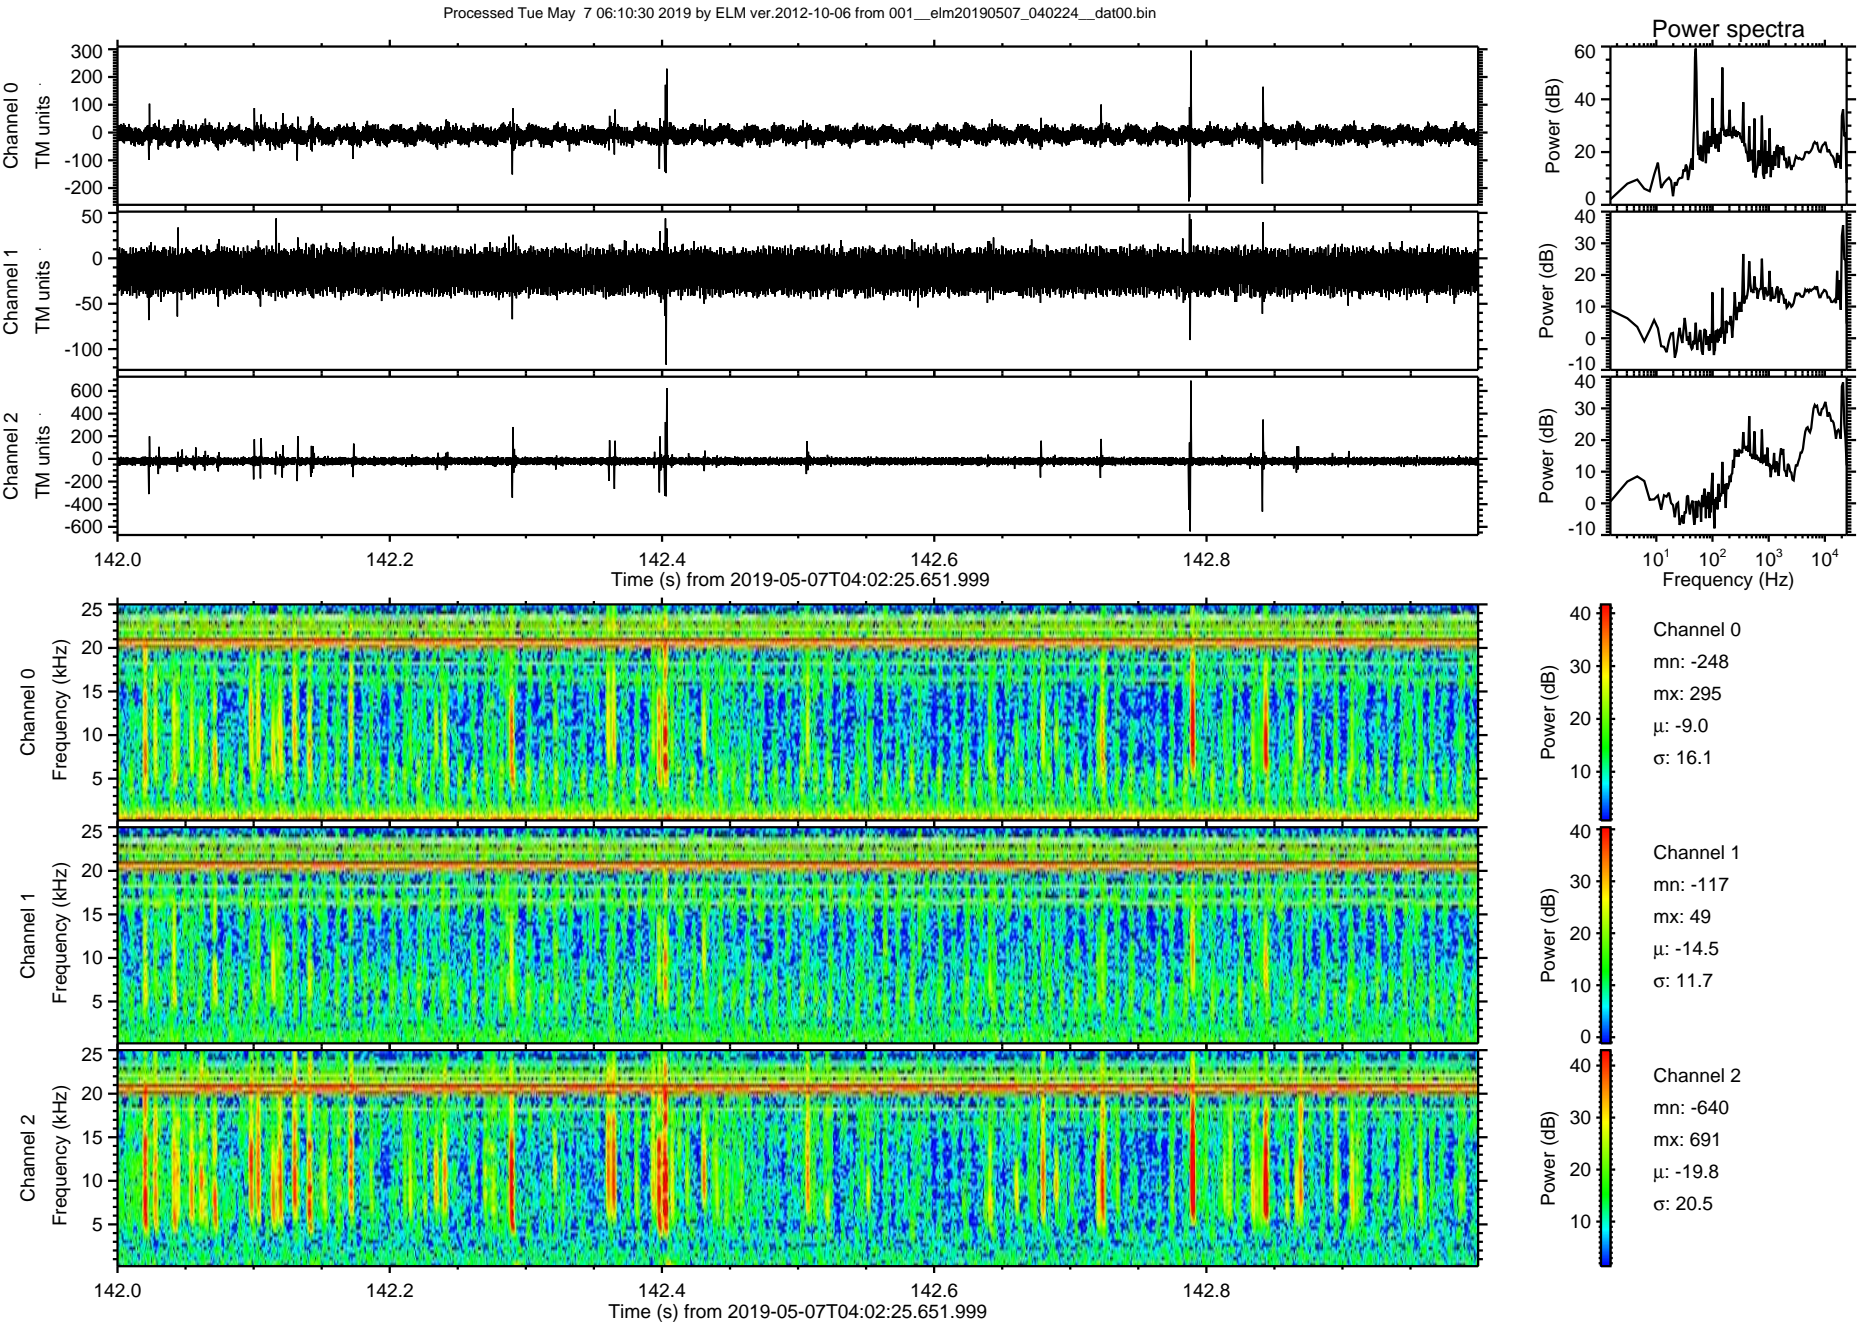 Processed Tue May  7 06:10:30 2019 by ELM ver.2012-10-06 from 001__elm20190507_040224__dat00.bin
Power spectra
Channel 0
TM units
300
200
100
0
-100
-200
Power (dB)
60
40
20
0
Channel 1
TM units
50
0
-50
-100
Power (dB)
40
30
20
10
0
-10
Channel 2
TM units
600
400
200
0
-200
-400
-600
Power (dB)
40
30
20
10
0
-10
142.0 142.2 142.4 142.6 142.8
Time (s) from 2019-05-07T04:02:25.651.999
10^1 10^2 10^3 10^4
Frequency (Hz)
Channel 0
Frequency (kHz)
25
20
15
10
5
Power (dB)
40
30
20
10
Channel 0
mn: -248
mx: 295
μ: -9.0
σ: 16.1
Channel 1
Frequency (kHz)
25
20
15
10
5
Power (dB)
40
30
20
10
0
Channel 1
mn: -117
mx: 49
μ: -14.5
σ: 11.7
Channel 2
Frequency (kHz)
25
20
15
10
5
Power (dB)
40
30
20
10
Channel 2
mn: -640
mx: 691
μ: -19.8
σ: 20.5
142.0 142.2 142.4 142.6 142.8
Time (s) from 2019-05-07T04:02:25.651.999